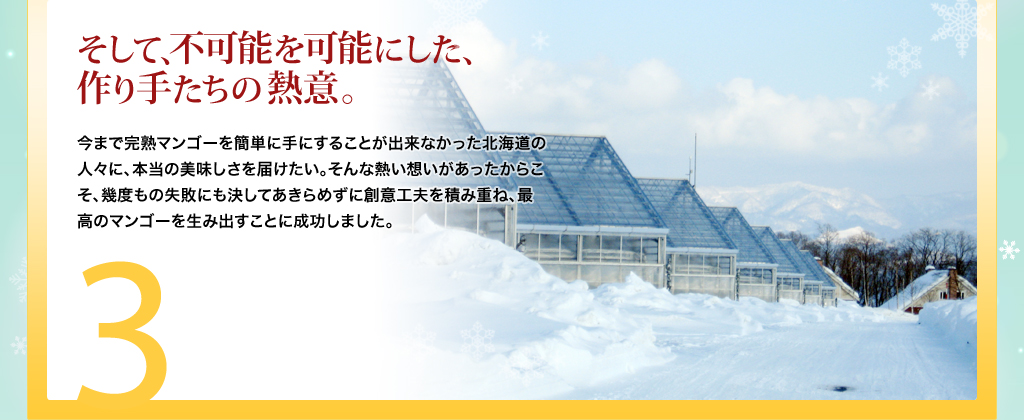 そして、不可能を可能にした、
作り手たちの熱意。
今まで完熟マンゴーを簡単に手にすることが出来なかった北海道の
人々に、本当の美味しさを届けたい。そんな熱い想いがあったからこ
そ、幾度もの失敗にも決してあきらめずに創意工夫を積み重ね、最
高のマンゴーを生み出すことに成功しました。
3